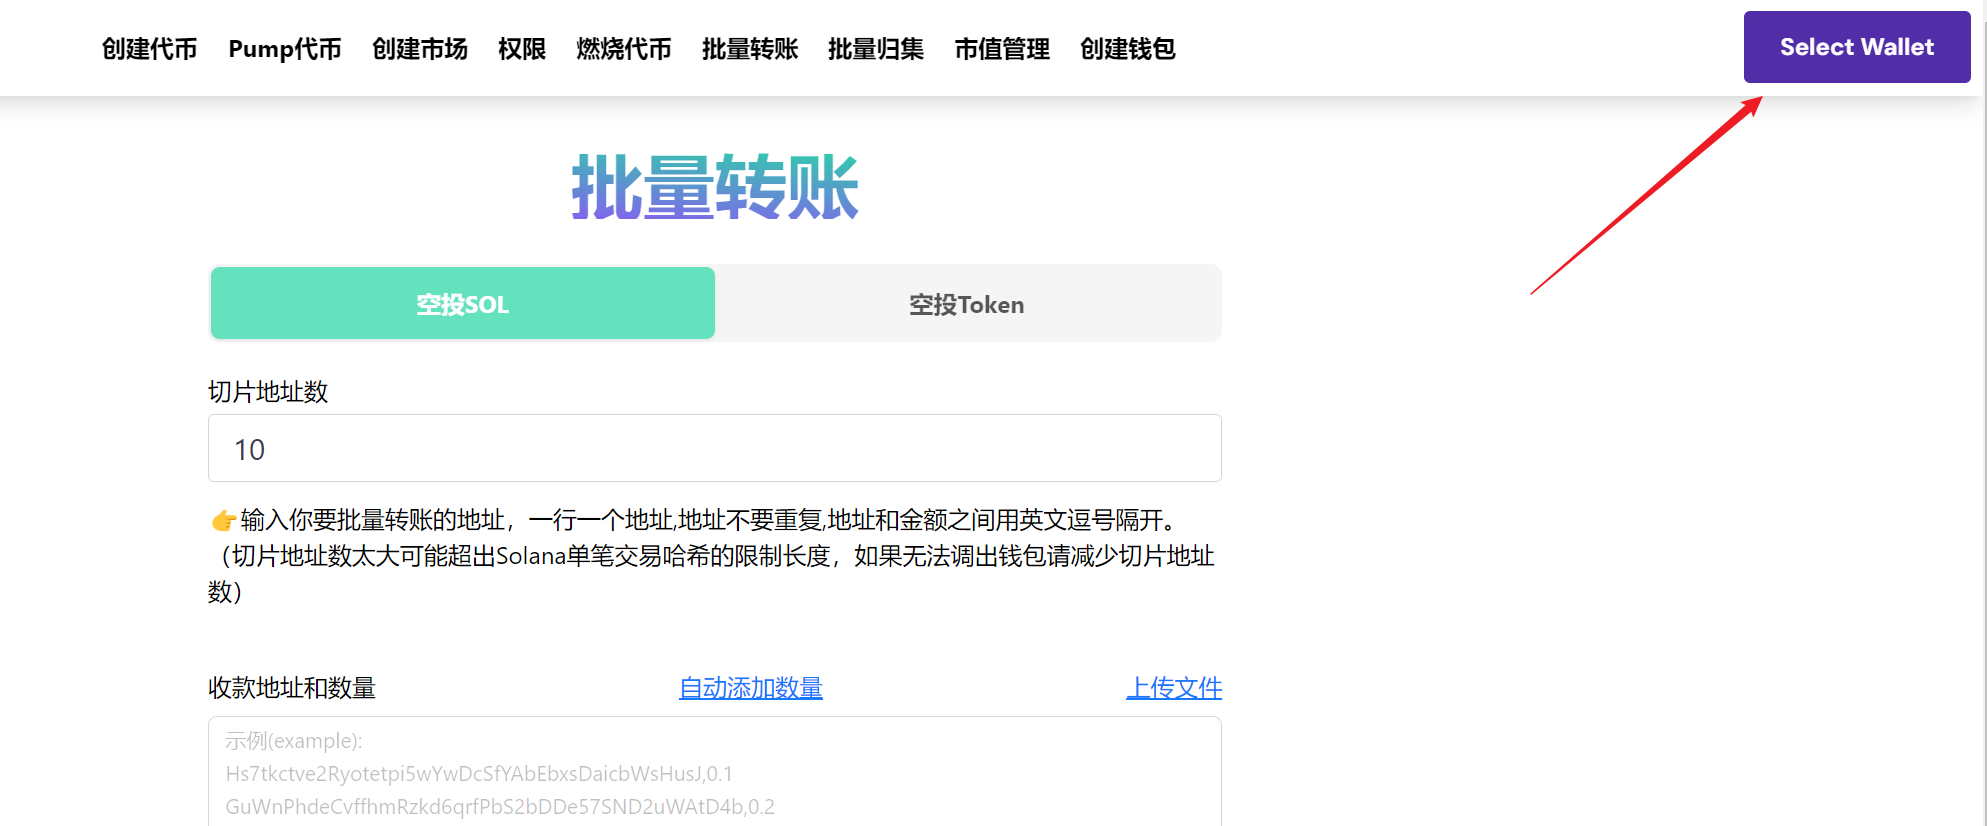 创建代币 Pump代币 创建市场 权限 燃烧代币 批量转账 批量归集 市值管理 创建钱包 Select Wallet
批量转账
空投SOL 空投Token
切片地址数
10
👉输入你要批量转账的地址，一行一个地址,地址不要重复,地址和金额之间用英文逗号隔开。
（切片地址数太大可能超出Solana单笔交易哈希的限制长度，如果无法调出钱包请减少切片地址
数）
收款地址和数量 自动添加数量 上传文件
示例(example):
Hs7tkctve2Ryotetpi5wYwDcSfYAbEbxsDaicbWsHusJ,0.1
GuWnPhdeCvffhmRzkd6qrfPbS2bDDe57SND2uWAtD4b,0.2